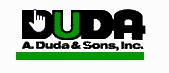 DUDA
A. Duda & Sons, Inc.